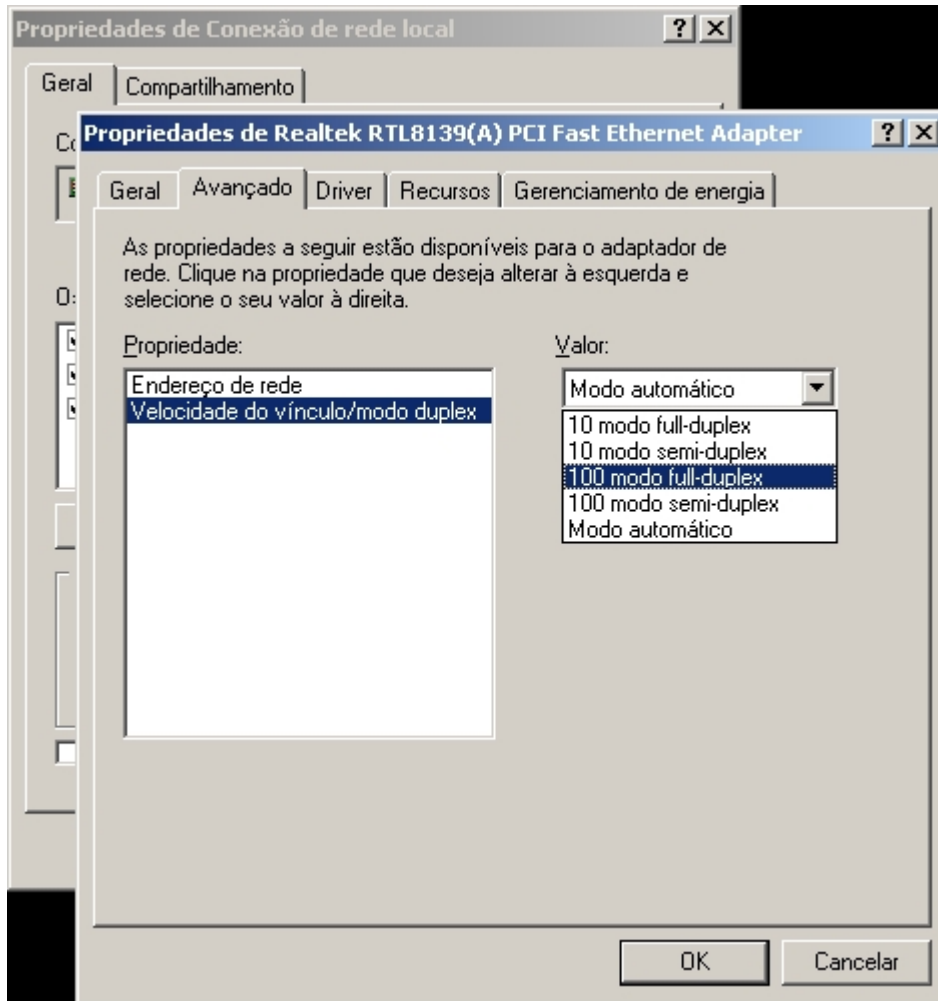 Propriedades de Conexão de rede local
Geral
Compartilhamento
Propriedades de Realtek RTL8139(A) PCI Fast Ethernet Adapter
Geral
Avançado
Driver
Recursos
Gerenciamento de energia
As propriedades a seguir estão disponíveis para o adaptador de
rede. Clique na propriedade que deseja alterar à esquerda e
selecione o seu valor à direita.
Propriedade:
Endereço de rede
Velocidade do vínculo/modo duplex
Valor:
Modo automático
10 modo full-duplex
10 modo semi-duplex
100 modo full-duplex
100 modo semi-duplex
Modo automático
OK
Cancelar